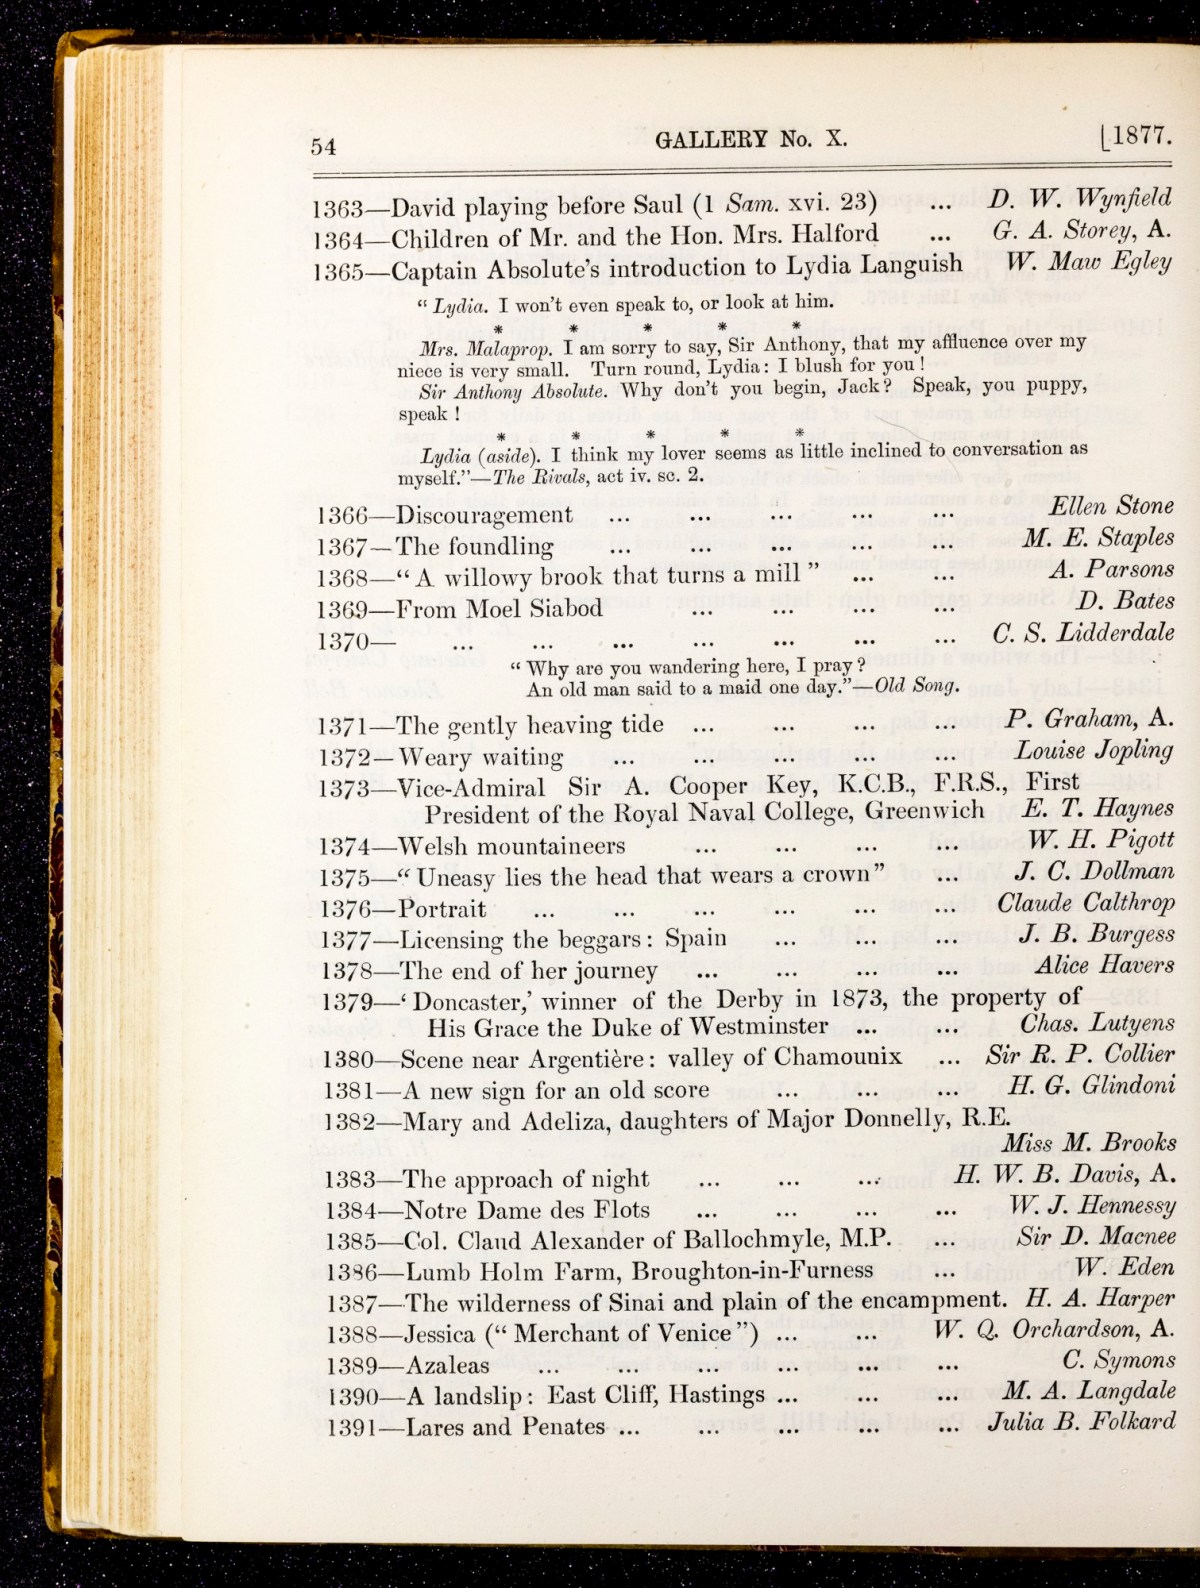 54 GALLERY No. X. [1877.
1363—David playing before Saul (1 Sam. xvi. 23) ... D. W. Wynfield
1364—Children of Mr. and the Hon. Mrs. Halford ... G. A. Storey, A.
1365—Captain Absolute's introduction to Lydia Languish W. Maw Egley
" Lydia. I won't even speak to, or look at him.
* * * * *
Mrs. Malaprop. I am sorry to say, Sir Anthony, that my affluence over my
niece is very small. Turn round, Lydia: I blush for you !
Sir Anthony Absolute. Why don't you begin, Jack? Speak, you puppy,
speak !
* * * * *
Lydia (aside). I think my lover seems as little inclined to conversation as
myself."—The Rivals, act iv. sc. 2.
1366—Discouragement ... ... ... ... ... Ellen Stone
1367—The foundling ... ... ... ... ... M. E. Staples
1368—" A willowy brook that turns a mill " ... ... A. Parsons
1369—From Moel Siabod ... ... ... ... D. Bates
1370— ... ... ... ... ... ... ... C. S. Lidderdale
" Why are you wandering here, I pray ?
An old man said to a maid one day."—Old Song.
1371—The gently heaving tide ... ... ... ... P. Graham, A.
1372—Weary waiting ... ... ... ... ... Louise Jopling
1373—Vice-Admiral Sir A. Cooper Key, K.C.B., F.R.S., First
President of the Royal Naval College, Greenwich E. T. Haynes
1374—Welsh mountaineers ... ... ... ... W. H. Pigott
1375—" Uneasy lies the head that wears a crown " ... J. C. Dollman
1376—Portrait ... ... ... ... ... ... Claude Calthrop
1377—Licensing the beggars : Spain ... ... ... J. B. Burgess
1378—The end of her journey ... ... ... ... Alice Havers
1379—' Doncaster,' winner of the Derby in 1873, the property of
His Grace the Duke of Westminster ... ... Chas. Lutyens
1380—Scene near Argentière : valley of Chamounix ... Sir R. P. Collier
1381—A new sign for an old score ... ... ... H. G. Glindoni
1382—Mary and Adeliza, daughters of Major Donnelly, R.E.
Miss M. Brooks
1383—The approach of night ... ... ... H. W. B. Davis, A.
1384—Notre Dame des Flots ... ... ... ... W. J. Hennessy
1385—Col. Claud Alexander of Ballochmyle, M.P. ... Sir D. Macnee
1386—Lumb Holm Farm, Broughton-in-Furness ... W. Eden
1387—The wilderness of Sinai and plain of the encampment. H. A. Harper
1388—Jessica (" Merchant of Venice ") ... ... W. Q. Orchardson, A.
1389—Azaleas ... ... ... ... ... ... C. Symons
1390—A landslip : East Cliff, Hastings ... ... ... M. A. Langdale
1391—Lares and Penates ... ... ... ... ... Julia B. Folkard